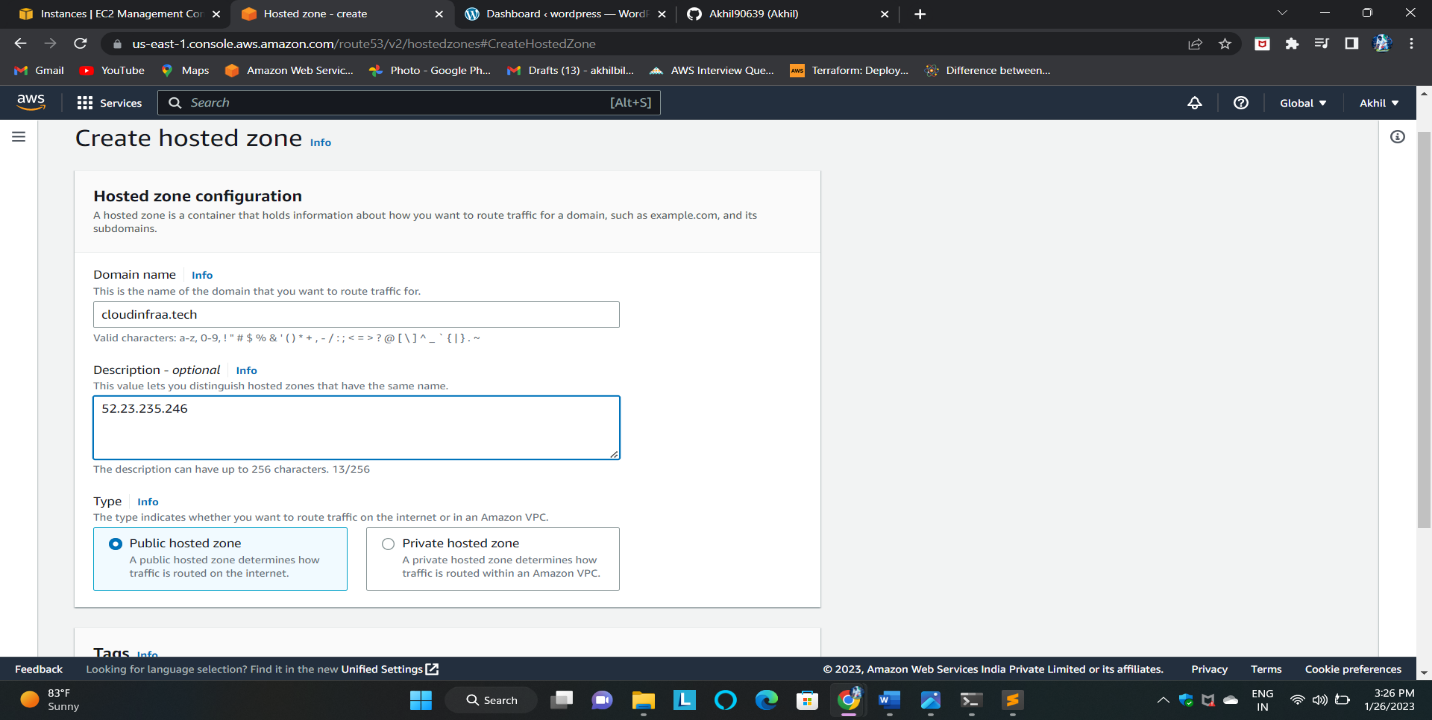 Instances | EC2 Management Con
Hosted zone - create
Dashboard ‹ wordpress — WordP
Akhil90639 (Akhil)
us-east-1.console.aws.amazon.com/route53/v2/hostedzones#CreateHostedZone
Gmail
YouTube
Maps
Amazon Web Servic...
Photo - Google Ph...
Drafts (13) - akhilbil...
AWS Interview Que...
Terraform: Deploy...
Difference between...
aws
Services
Search
[Alt+S]
Global
Akhil
Create hosted zone Info
Hosted zone configuration
A hosted zone is a container that holds information about how you want to route traffic for a domain, such as example.com, and its
subdomains.
Domain name Info
This is the name of the domain that you want to route traffic for.
cloudinfraa.tech
Valid characters: a-z, 0-9, ! " # $ % & ' ( ) * + , - / : ; < = > ? @ [ \ ] ^ _ ` { | } . ~
Description - optional Info
This value lets you distinguish hosted zones that have the same name.
52.23.235.246
The description can have up to 256 characters. 13/256
Type Info
The type indicates whether you want to route traffic on the internet or in an Amazon VPC.
Public hosted zone
A public hosted zone determines how
traffic is routed on the internet.
Private hosted zone
A private hosted zone determines how
traffic is routed within an Amazon VPC.
Tags Info
Feedback
Looking for language selection? Find it in the new Unified Settings
© 2023, Amazon Web Services India Private Limited or its affiliates.
Privacy
Terms
Cookie preferences
83°F
Sunny
Search
ENG
IN
3:26 PM
1/26/2023